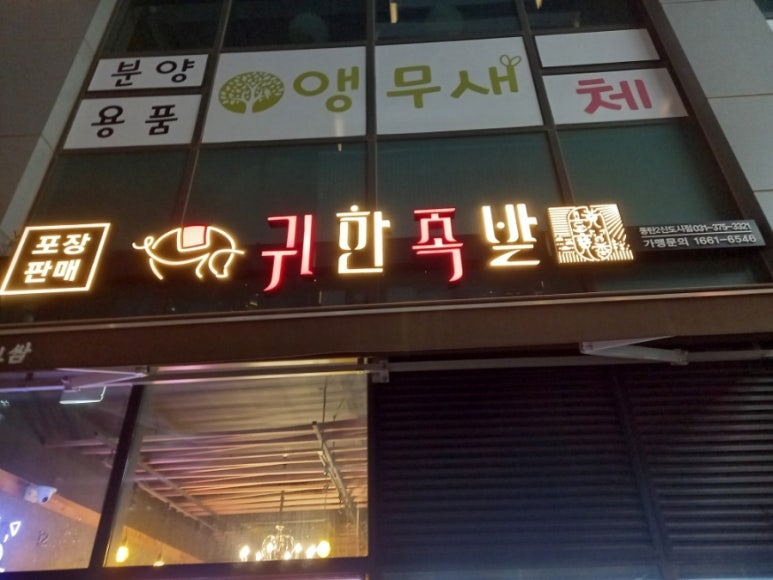 분양
용품
앵무새
체
포장
판매
귀한족발
동탄2신도시점 031-375-3321
가맹문의 1661-6546
쌈